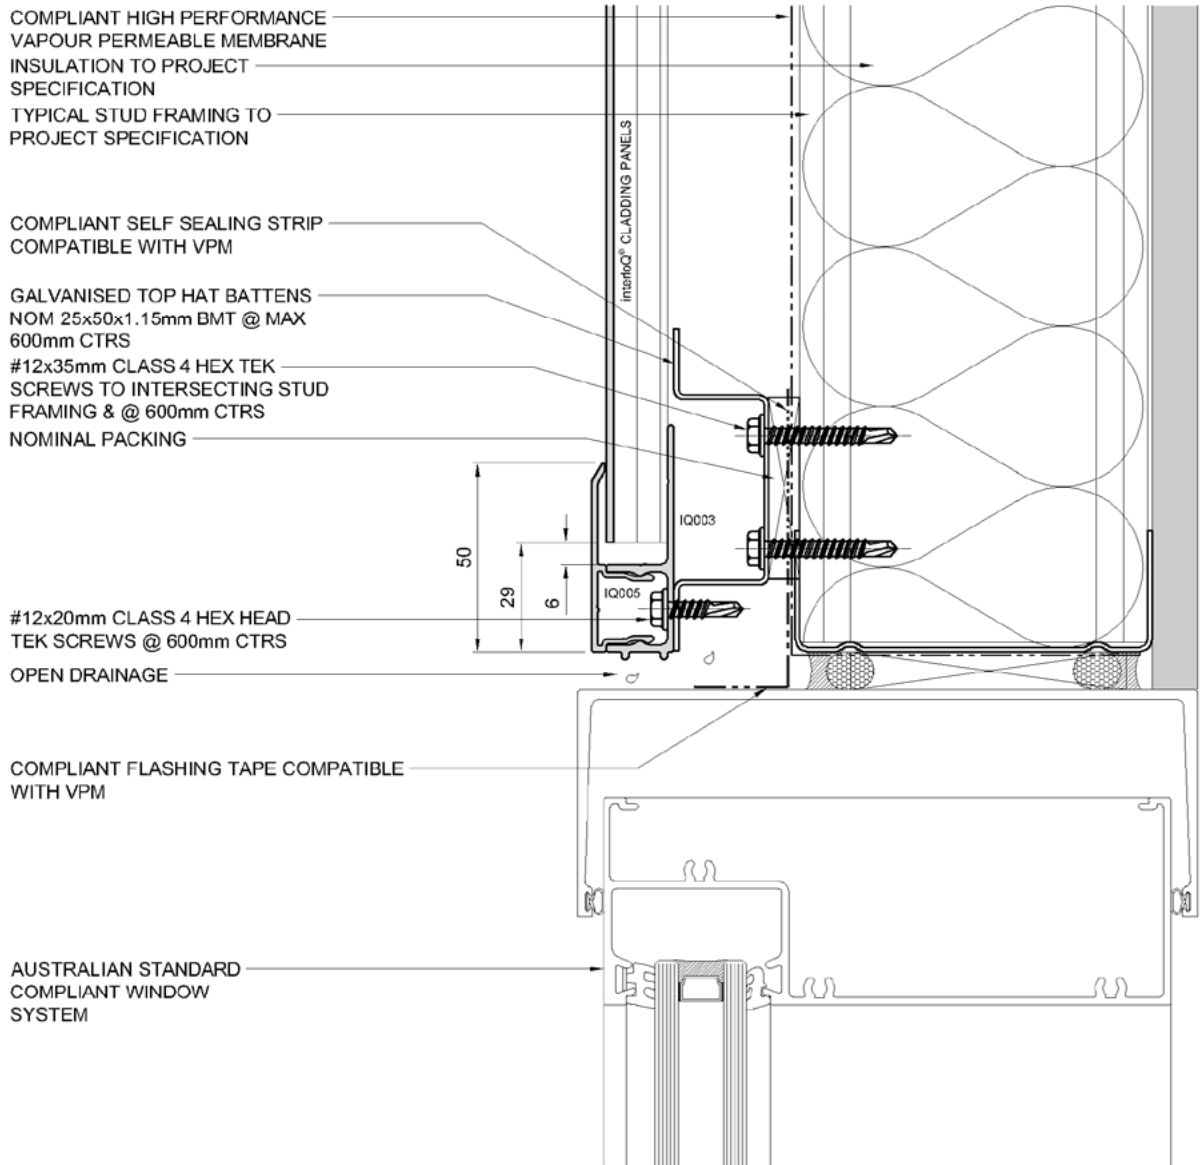 COMPLIANT HIGH PERFORMANCE
VAPOUR PERMEABLE MEMBRANE
INSULATION TO PROJECT
SPECIFICATION
TYPICAL STUD FRAMING TO
PROJECT SPECIFICATION
interloQ® CLADDING PANELS
COMPLIANT SELF SEALING STRIP
COMPATIBLE WITH VPM
GALVANISED TOP HAT BATTENS
NOM 25x50x1.15mm BMT @ MAX
600mm CTRS
#12x35mm CLASS 4 HEX TEK
SCREWS TO INTERSECTING STUD
FRAMING & @ 600mm CTRS
NOMINAL PACKING
IQ003
50
29
6
IQ005
#12x20mm CLASS 4 HEX HEAD
TEK SCREWS @ 600mm CTRS
OPEN DRAINAGE
COMPLIANT FLASHING TAPE COMPATIBLE
WITH VPM
AUSTRALIAN STANDARD
COMPLIANT WINDOW
SYSTEM